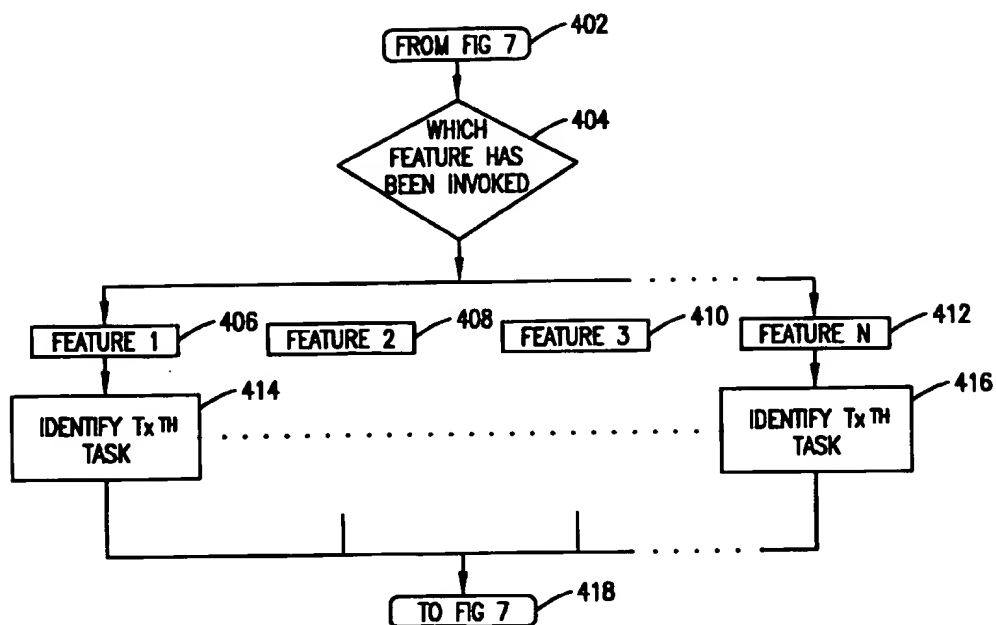 FROM FIG 7
402
WHICH
FEATURE HAS
BEEN INVOKED
404
FEATURE 1
406
FEATURE 2
408
FEATURE 3
410
FEATURE N
412
IDENTIFY Tx TH
TASK
414
IDENTIFY Tx TH
TASK
416
TO FIG 7
418